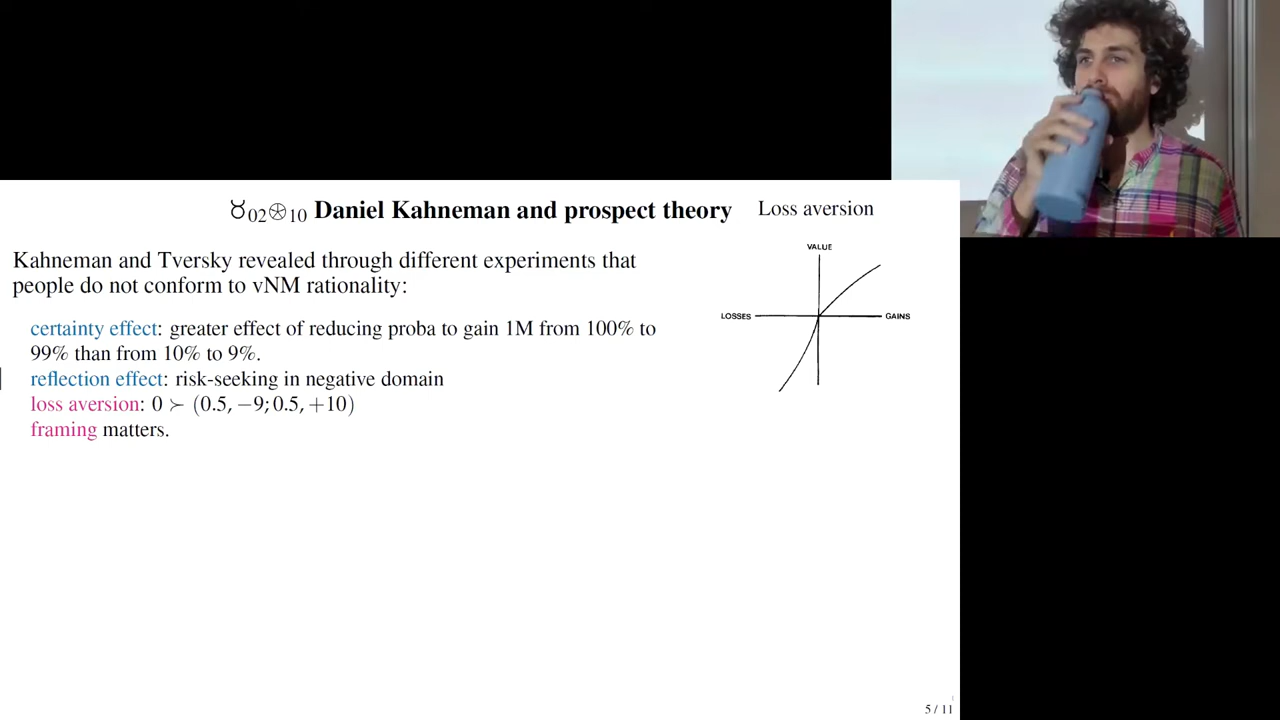 ♉02⊛10 Daniel Kahneman and prospect theory
Loss aversion
Kahneman and Tversky revealed through different experiments that
people do not conform to vNM rationality:
certainty effect: greater effect of reducing proba to gain 1M from 100% to
99% than from 10% to 9%.
reflection effect: risk-seeking in negative domain
loss aversion: 0 ≻ (0.5, −9; 0.5, +10)
framing matters.
VALUE
LOSSES
GAINS
5 / 11